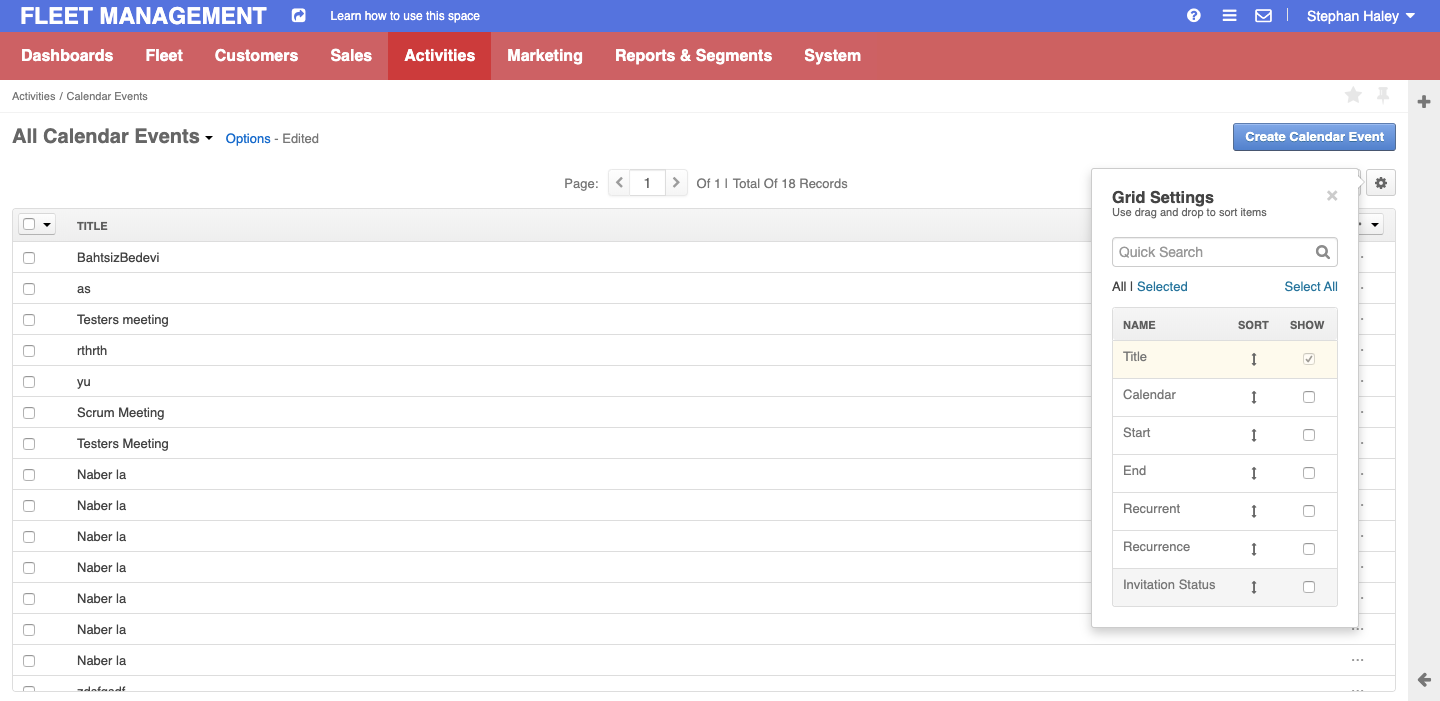 FLEET MANAGEMENT Learn how to use this space Stephan Haley
Dashboards Fleet Customers Sales Activities Marketing Reports & Segments System
Activities / Calendar Events
All Calendar Events Options - Edited Create Calendar Event
Page: 1 Of 1 | Total Of 18 Records
TITLE
BahtsizBedevi
as
Testers meeting
rthrth
yu
Scrum Meeting
Testers Meeting
Naber la
Naber la
Naber la
Naber la
Naber la
Naber la
Naber la
Grid Settings
Use drag and drop to sort items
Quick Search
All | Selected Select All
NAME SORT SHOW
Title
Calendar
Start
End
Recurrent
Recurrence
Invitation Status